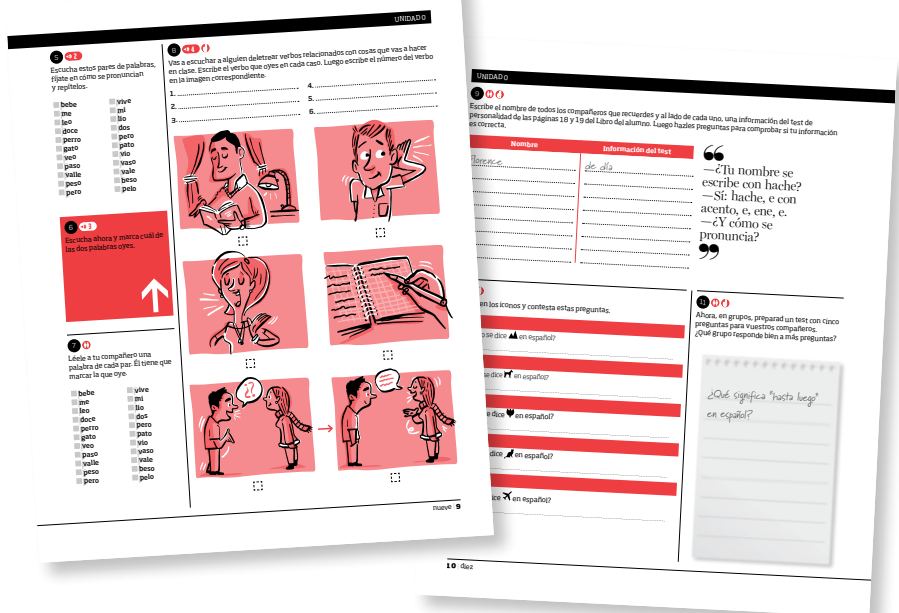 UNIDAD 0
5 2
Escucha estos pares de palabras,
fíjate en cómo se pronuncian
y repítelos.
bebe vive
me mi
leo lío
doce dos
perro pero
gato pato
veo vio
paso vaso
valle vale
peso beso
pero pelo
6 3
Escucha ahora y marca cuál de
las dos palabras oyes.
7
Léele a tu compañero una
palabra de cada par. Él tiene que
marcar la que oye.
bebe vive
me mi
leo lío
doce dos
perro pero
gato pato
veo vio
paso vaso
valle vale
peso beso
pero pelo
8 4
Vas a escuchar a alguien deletrear verbos relacionados con cosas que vas a hacer
en clase. Escribe el verbo que oyes en cada caso. Luego escribe el número del verbo
en la imagen correspondiente.
1. 4.
2. 5.
3. 6.
¿?
nueve 9
UNIDAD 0
9
Escribe el nombre de todos los compañeros que recuerdes y al lado de cada uno, una información del test de
personalidad de las páginas 18 y 19 del Libro del alumno. Luego hazles preguntas para comprobar si tu información
es correcta.
Nombre Información del test
Florence de día
—¿Tu nombre se
escribe con hache?
—Sí: hache, e con
acento, e, ene, e.
—¿Y cómo se
pronuncia?
en los iconos y contesta estas preguntas.
se dice en español?
se dice en español?
e dice en español?
dice en español?
dice en español?
11
Ahora, en grupos, preparad un test con cinco
preguntas para vuestros compañeros.
¿Qué grupo responde bien a más preguntas?
¿Qué significa "hasta luego"
en español?
10 diez